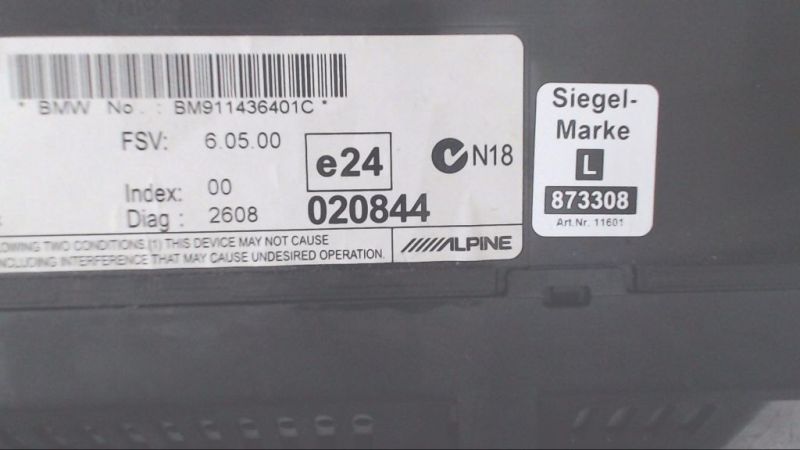 * BMW No. : BM911436401C *
FSV: 6.05.00
e24
N18
Index: 00
Diag : 2608
020844
TWO CONDITIONS (1) THIS DEVICE MAY NOT CAUSE
INCLUDING INTERFERENCE THAT MAY CAUSE UNDESIRED OPERATION.
ALPINE
Siegel-
Marke
L
873308
Art.Nr. 11601